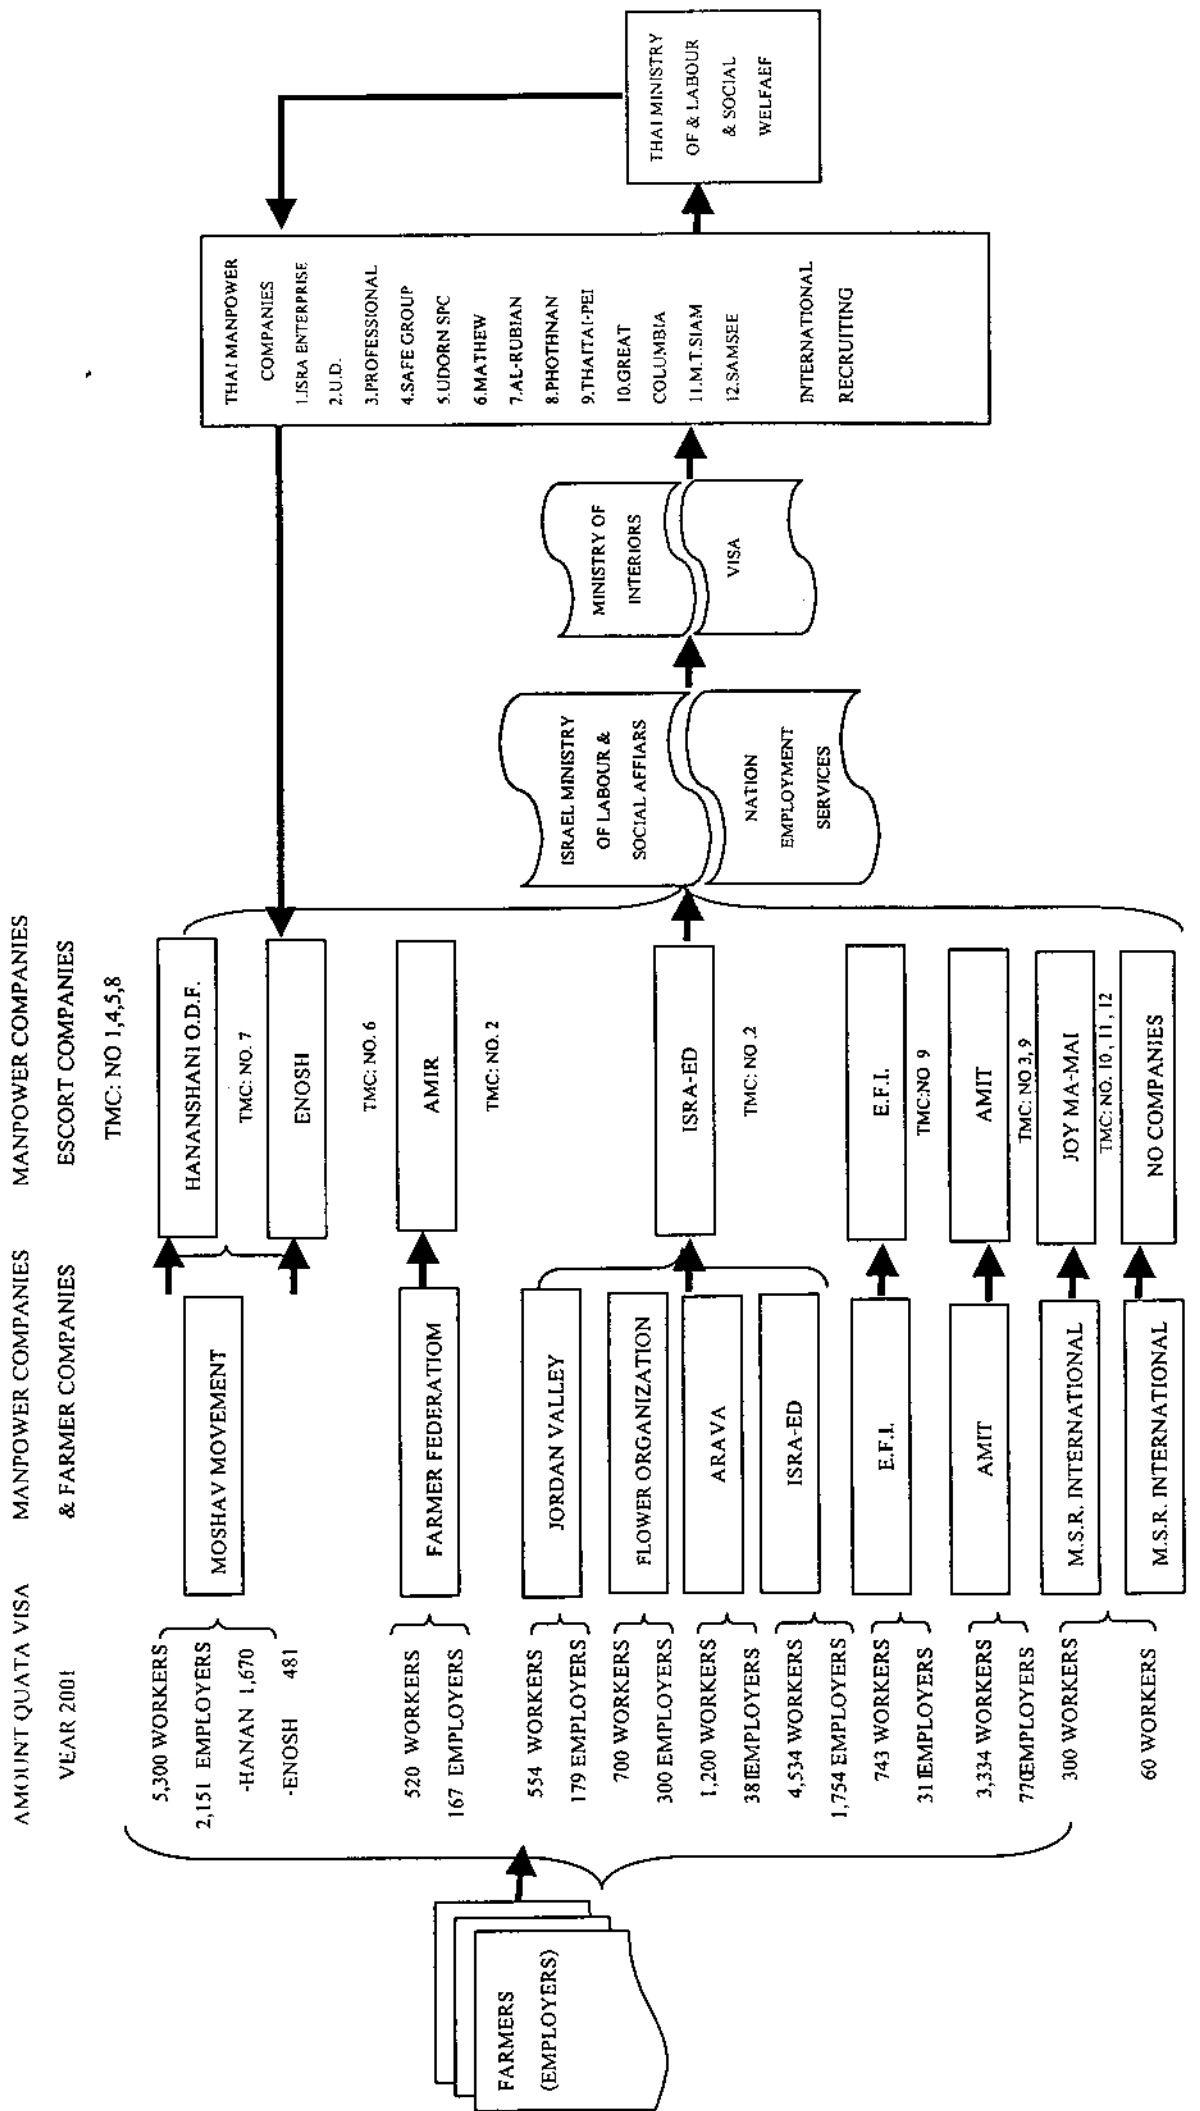 AMOUNT QUATA VISA
VEAR 2001
MANPOWER COMPANIES
& FARMER COMPANIES
MANPOWER COMPANIES
ESCORT COMPANIES
FARMERS
(EMPLOYERS)
5,300 WORKERS
2,151 EMPLOYERS
-HANAN 1,670
-ENOSH 481
520 WORKERS
167 EMPLOYERS
554 WORKERS
179 EMPLOYERS
700 WORKERS
300 EMPLOYERS
1,200 WORKERS
381EMPLOYERS
4,534 WORKERS
1,754 EMPLOYERS
743 WORKERS
311EMPLOYERS
3,334 WORKERS
770EMPLOYERS
300 WORKERS
60 WORKERS
MOSHAV MOVEMENT
FARMER FEDERATIOM
JORDAN VALLEY
FLOWER ORGANIZATION
ARAVA
ISRA-ED
E.F.I.
AMIT
M.S.R. INTERNATIONAL
M.S.R. INTERNATIONAL
TMC: NO 1,4,5,8
HANANSHANI O.D.F.
TMC: NO. 7
ENOSH
TMC: NO. 6
AMIR
TMC: NO. 2
ISRA-ED
TMC: NO .2
E.F.I.
TMC:NO 9
AMIT
TMC: NO 3, 9
JOY MA-MAI
TMC: NO. 10 , 11 , 12
NO COMPANIES
ISRAEL MINISTRY
OF LABOUR &
SOCIAL AFFIARS
NATION
EMPLOYMENT
SERVICES
MINISTRY OF
INTERIORS
VISA
THAI MANPOWER
COMPANIES
1.ISRA ENTERPRISE
2.U.D.
3.PROFESSIONAL
4.SAFE GROUP
5.UDORN SPC
6.MATHEW
7.AL-RUBIAN
8.PHOTHNAN
9.THAITAI-PEI
10.GREAT
COLUMBIA
11.M.T.SIAM
12.SAMSEE
INTERNATIONAL
RECRUITING
THAI MINISTRY
OF & LABOUR
& SOCIAL
WELFAEF